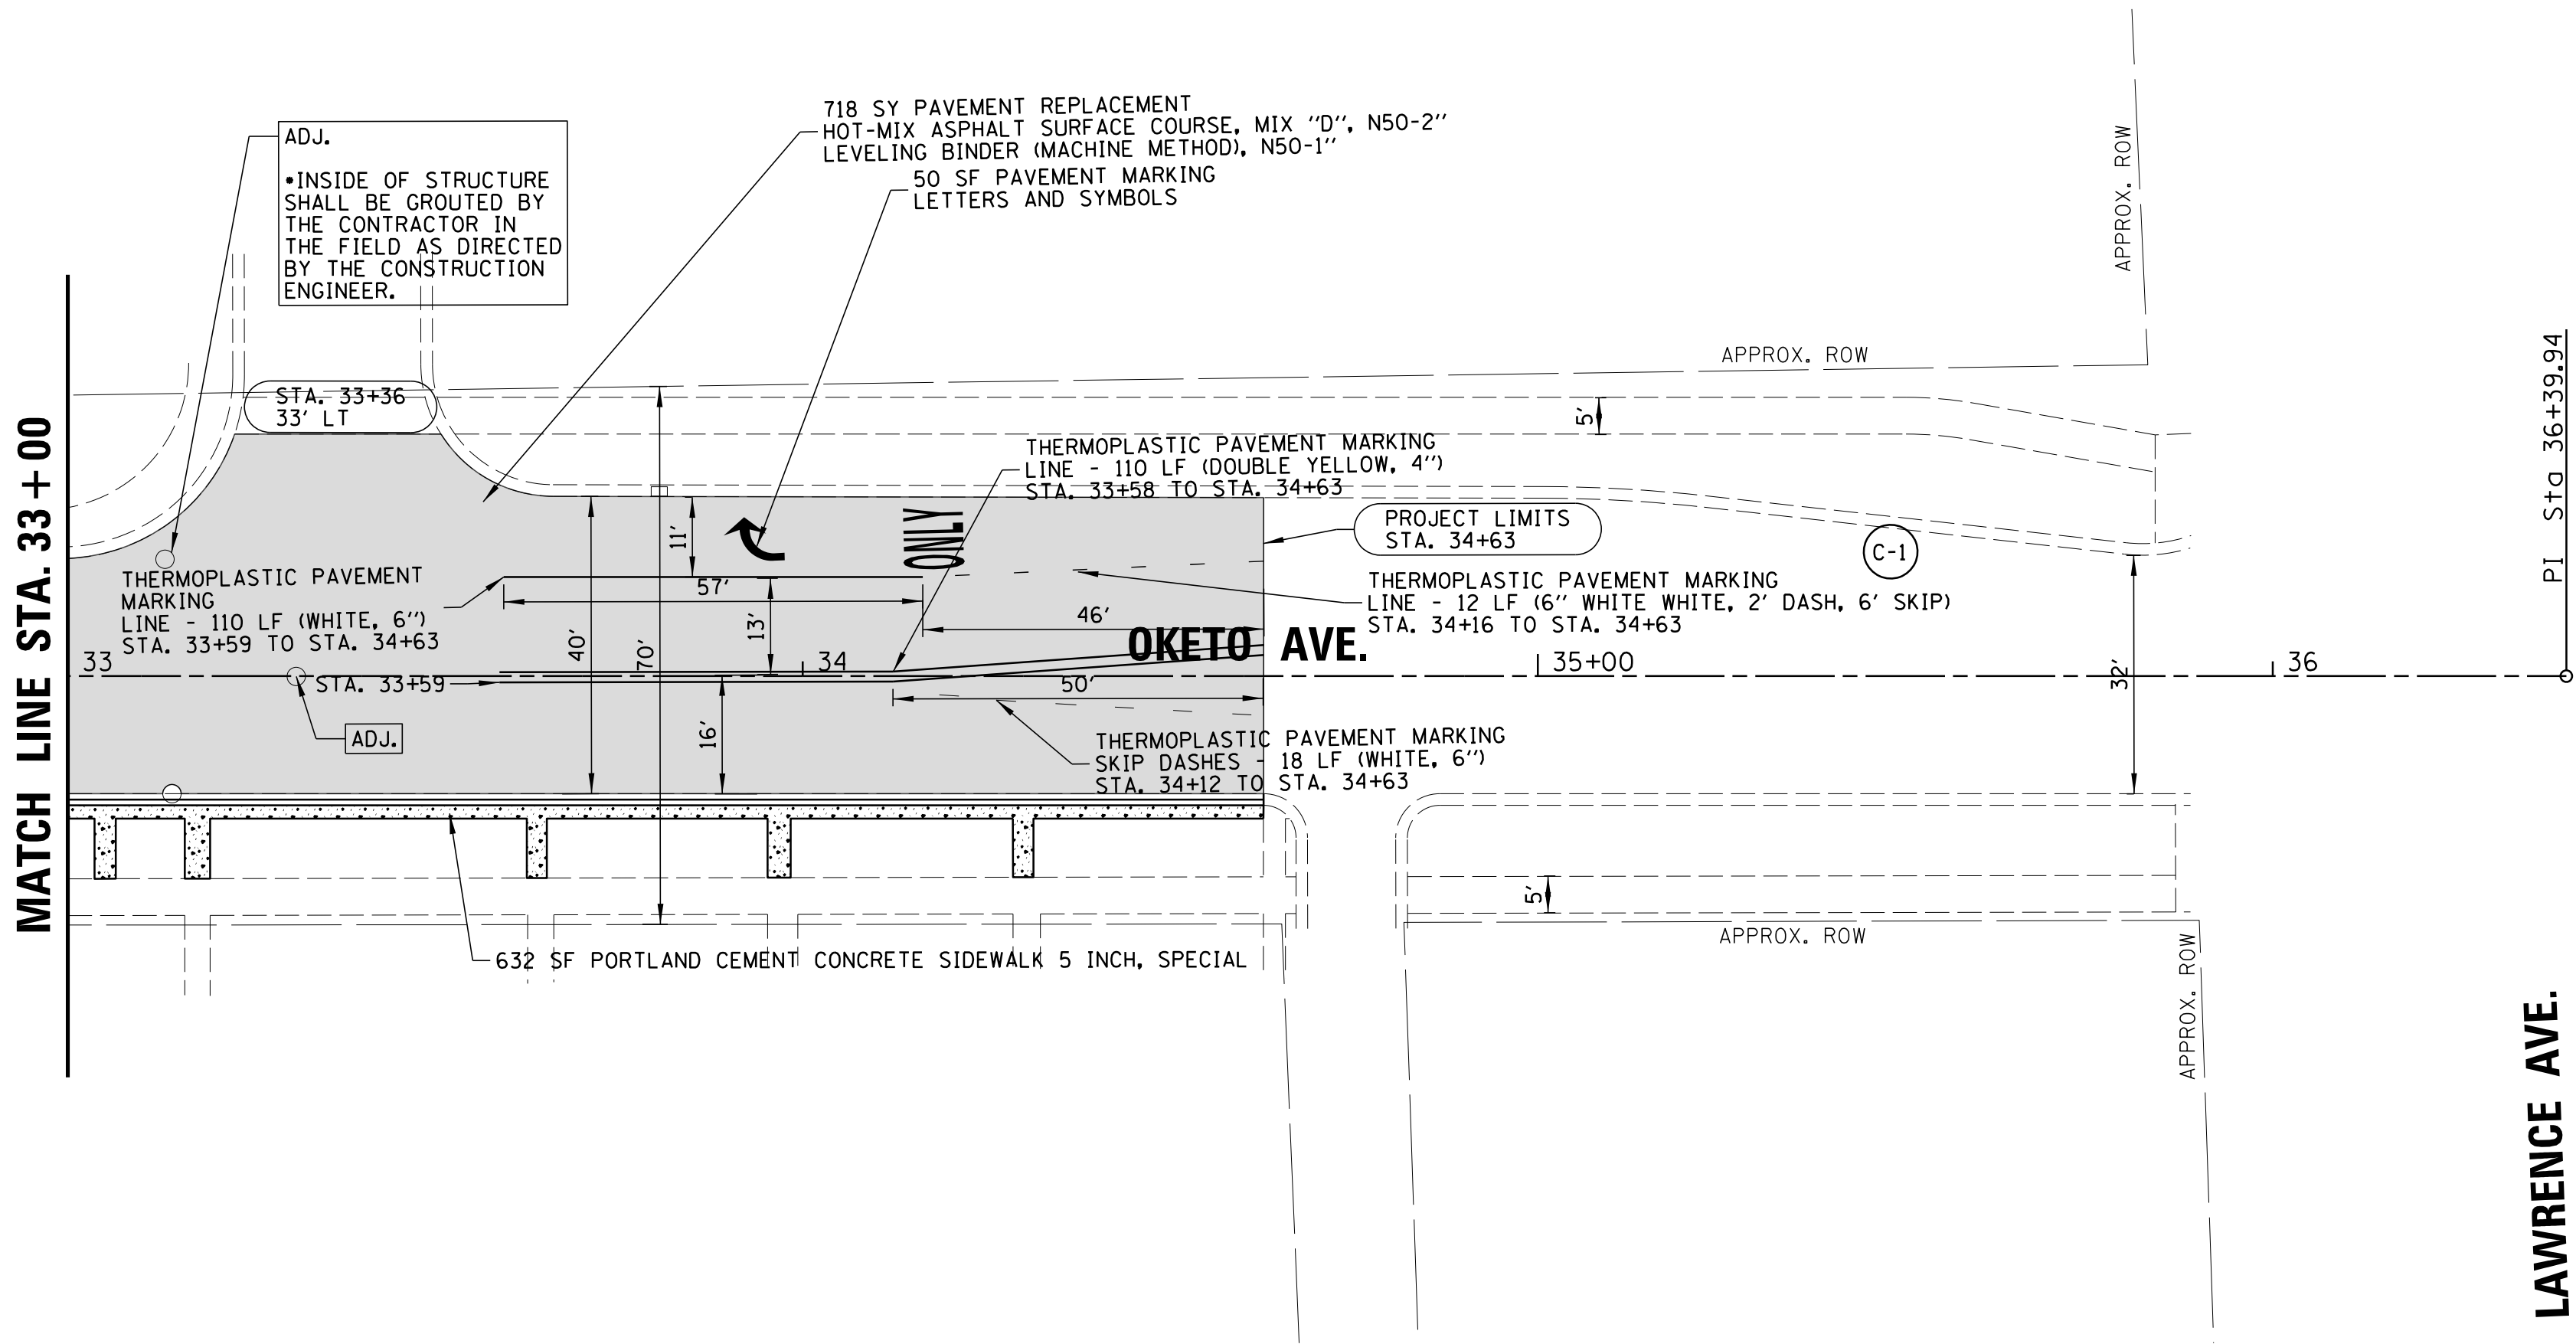 718 SY PAVEMENT REPLACEMENT
HOT-MIX ASPHALT SURFACE COURSE, MIX ''D'', N50-2''
LEVELING BINDER (MACHINE METHOD), N50-1''
50 SF PAVEMENT MARKING
LETTERS AND SYMBOLS
ADJ.
*INSIDE OF STRUCTURE
SHALL BE GROUTED BY
THE CONTRACTOR IN
THE FIELD AS DIRECTED
BY THE CONSTRUCTION
ENGINEER.
APPROX. ROW
APPROX. ROW
PI Sta 36+39.94
STA. 33+36
33' LT
5'
MATCH LINE STA. 33+00
THERMOPLASTIC PAVEMENT MARKING
LINE - 110 LF (DOUBLE YELLOW, 4'')
STA. 33+58 TO STA. 34+63
11'
ONLY
PROJECT LIMITS
STA. 34+63
C-1
THERMOPLASTIC PAVEMENT
MARKING
LINE - 110 LF (WHITE, 6'')
STA. 33+59 TO STA. 34+63
57'
THERMOPLASTIC PAVEMENT MARKING
LINE - 12 LF (6'' WHITE WHITE, 2' DASH, 6' SKIP)
STA. 34+16 TO STA. 34+63
46'
13'
40'
70'
OKETO AVE.
33
34
35+00
36
32'
STA. 33+59
50'
ADJ.
16'
THERMOPLASTIC PAVEMENT MARKING
SKIP DASHES - 18 LF (WHITE, 6'')
STA. 34+12 TO STA. 34+63
5'
APPROX. ROW
APPROX. ROW
632 SF PORTLAND CEMENT CONCRETE SIDEWALK 5 INCH, SPECIAL
LAWRENCE AVE.